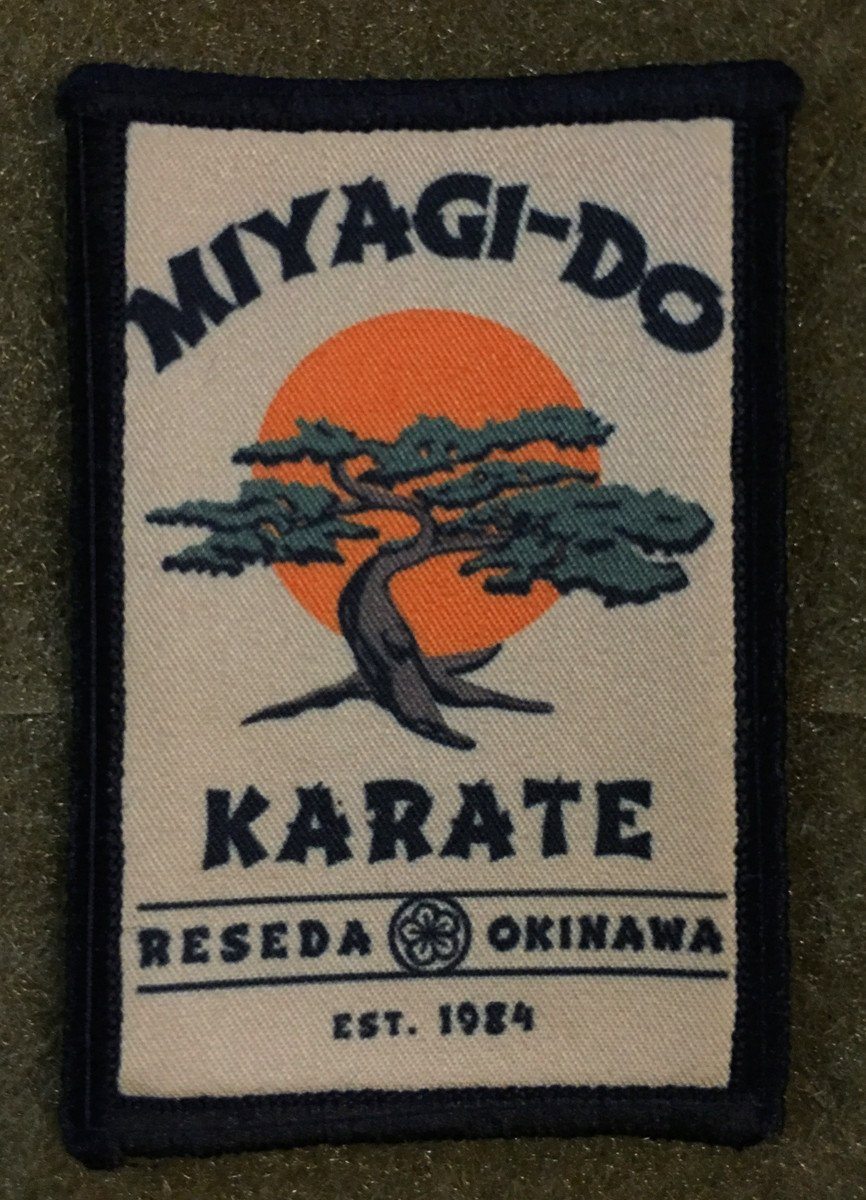 MIYAGI-DO
KARATE
RESEDA OKINAWA
EST. 1984